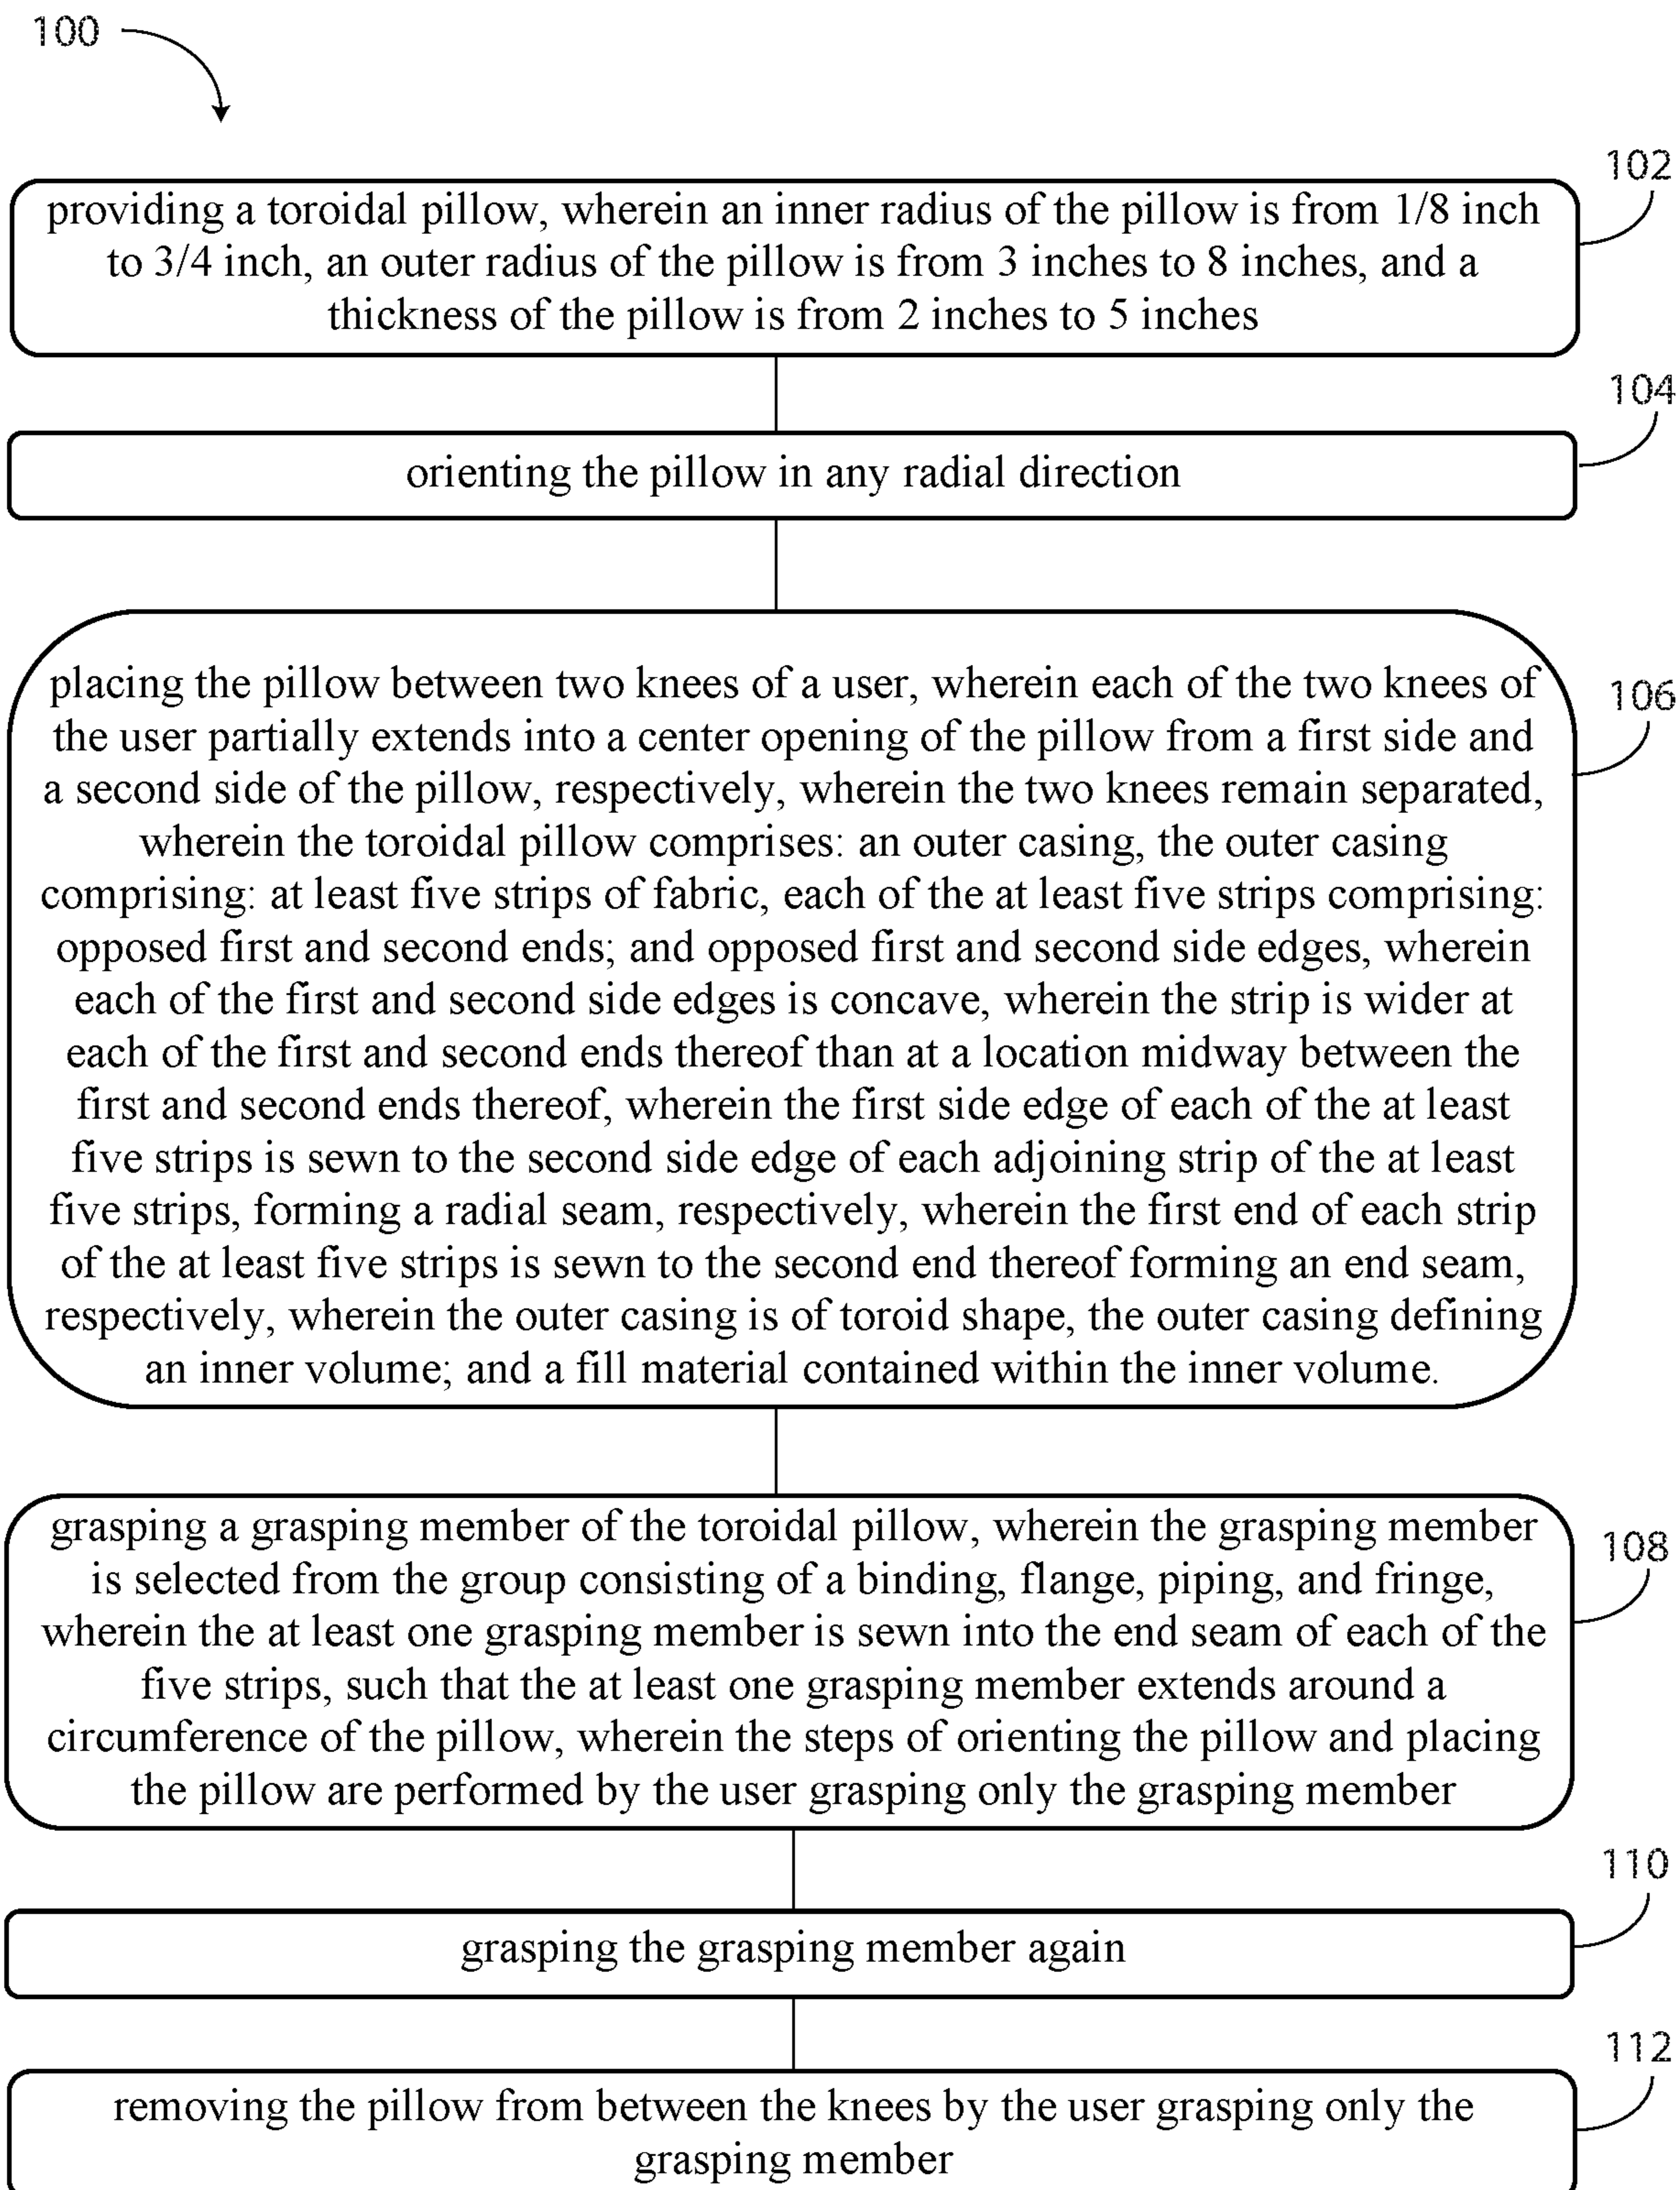 100
102
providing a toroidal pillow, wherein an inner radius of the pillow is from 1/8 inch
to 3/4 inch, an outer radius of the pillow is from 3 inches to 8 inches, and a
thickness of the pillow is from 2 inches to 5 inches
104
orienting the pillow in any radial direction
106
placing the pillow between two knees of a user, wherein each of the two knees of
the user partially extends into a center opening of the pillow from a first side and
a second side of the pillow, respectively, wherein the two knees remain separated,
wherein the toroidal pillow comprises: an outer casing, the outer casing
comprising: at least five strips of fabric, each of the at least five strips comprising:
opposed first and second ends; and opposed first and second side edges, wherein
each of the first and second side edges is concave, wherein the strip is wider at
each of the first and second ends thereof than at a location midway between the
first and second ends thereof, wherein the first side edge of each of the at least
five strips is sewn to the second side edge of each adjoining strip of the at least
five strips, forming a radial seam, respectively, wherein the first end of each strip
of the at least five strips is sewn to the second end thereof forming an end seam,
respectively, wherein the outer casing is of toroid shape, the outer casing defining
an inner volume; and a fill material contained within the inner volume.
108
grasping a grasping member of the toroidal pillow, wherein the grasping member
is selected from the group consisting of a binding, flange, piping, and fringe,
wherein the at least one grasping member is sewn into the end seam of each of the
five strips, such that the at least one grasping member extends around a
circumference of the pillow, wherein the steps of orienting the pillow and placing
the pillow are performed by the user grasping only the grasping member
110
grasping the grasping member again
112
removing the pillow from between the knees by the user grasping only the
grasping member